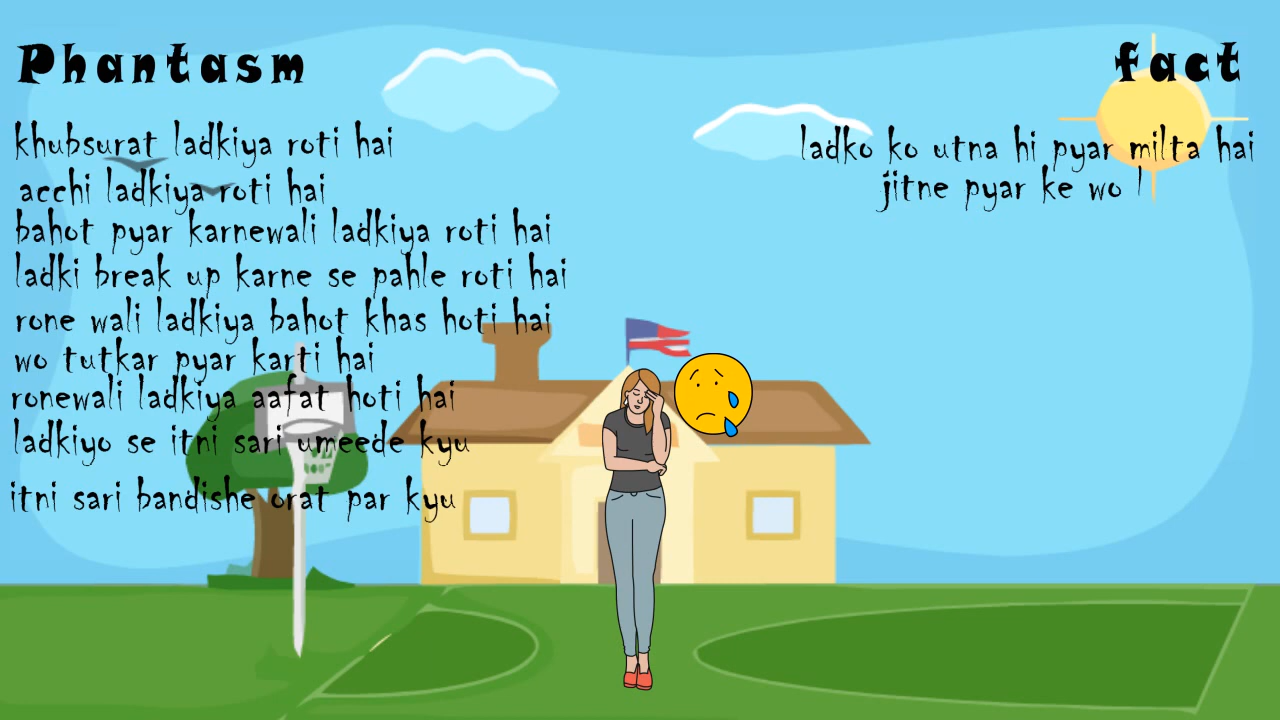 Phantasm
khubsurat ladkiya roti hai
acchi ladkiya roti hai
bahot pyar karnewali ladkiya roti hai
ladki break up karne se pahle roti hai
rone wali ladkiya bahot khas hoti hai
wo tutkar pyar karti hai
ronewali ladkiya aafat hoti hai
ladkiyo se itni sari umeede kyu
itni sari bandishe orat par kyu
fact
ladko ko utna hi pyar milta hai
jitne pyar ke wo l